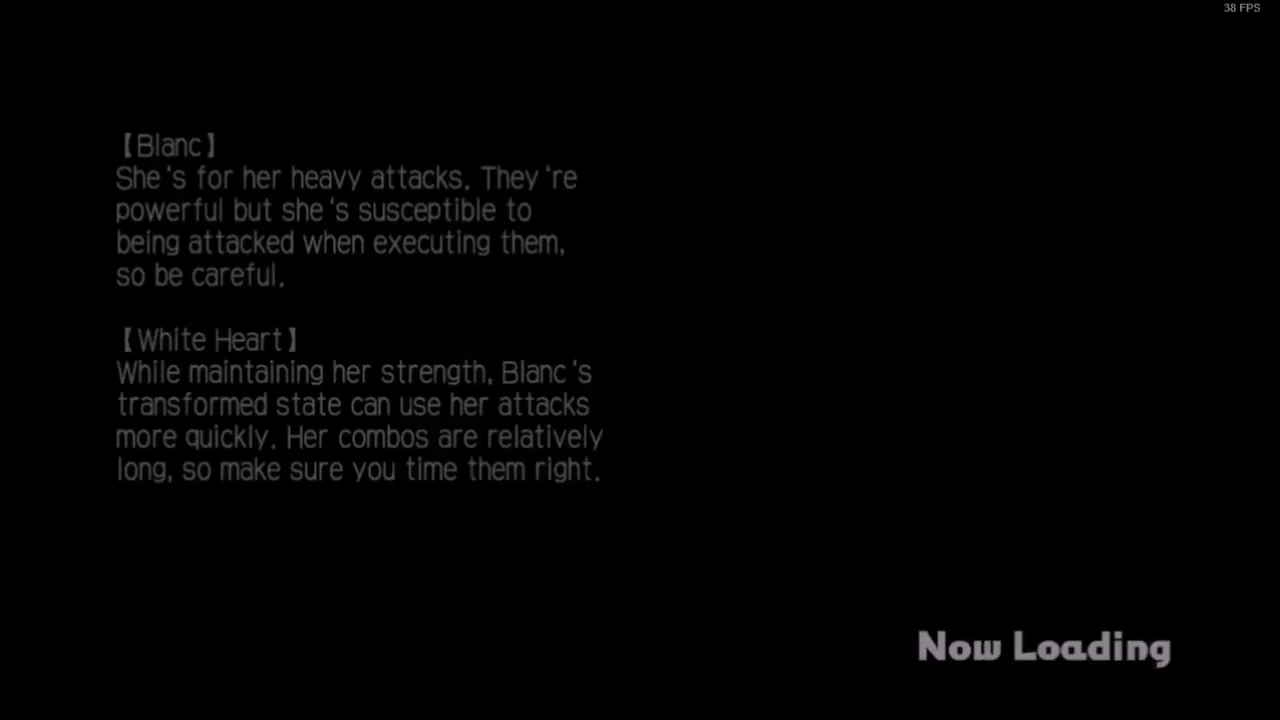 38 FPS
【Blanc】
She's for her heavy attacks. They're
powerful but she's susceptible to
being attacked when executing them,
so be careful.
【White Heart】
While maintaining her strength, Blanc's
transformed state can use her attacks
more quickly. Her combos are relatively
long, so make sure you time them right.
Now Loading